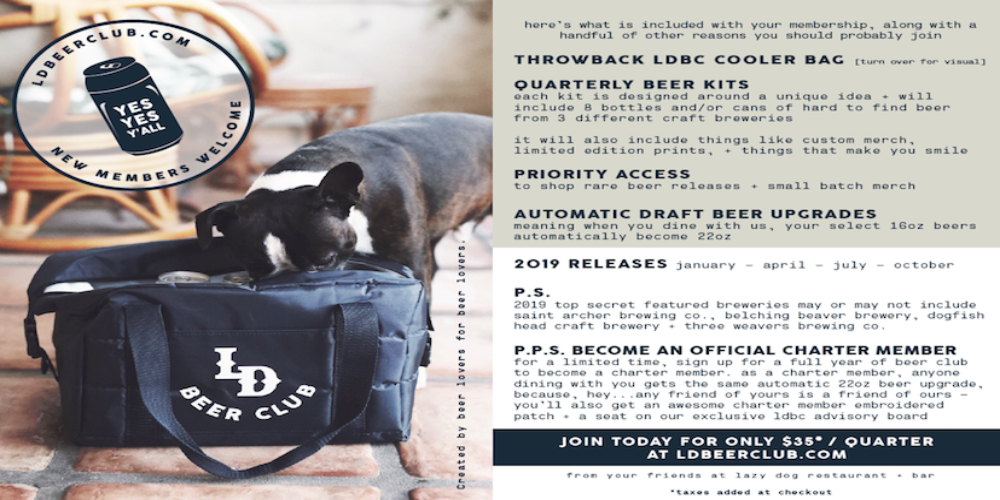 LDBEERCLUB.COM
YES
YES
Y'ALL
NEW MEMBERS WELCOME
LD
BEER CLUB
Created by beer lovers for beer lovers.
here's what is included with your membership, along with a
handful of other reasons you should probably join
THROWBACK LDBC COOLER BAG [turn over for visual]
QUARTERLY BEER KITS
each kit is designed around a unique idea + will
include 8 bottles and/or cans of hard to find beer
from 3 different craft breweries
it will also include things like custom merch,
limited edition prints, + things that make you smile
PRIORITY ACCESS
to shop rare beer releases + small batch merch
AUTOMATIC DRAFT BEER UPGRADES
meaning when you dine with us, your select 16oz beers
automatically become 22oz
2019 RELEASES january - april - july - october
P.S.
2019 top secret featured breweries may or may not include
saint archer brewing co., belching beaver brewery, dogfish
head craft brewery + three weavers brewing co.
P.P.S. BECOME AN OFFICIAL CHARTER MEMBER
for a limited time, sign up for a full year of beer club
to become a charter member. as a charter member, anyone
dining with you gets the same automatic 22oz beer upgrade,
because, hey...any friend of yours is a friend of ours -
you'll also get an awesome charter member embroidered
patch + a seat on our exclusive ldbc advisory board
JOIN TODAY FOR ONLY $35* / QUARTER
AT LDBEERCLUB.COM
from your friends at lazy dog restaurant + bar
*taxes added at checkout